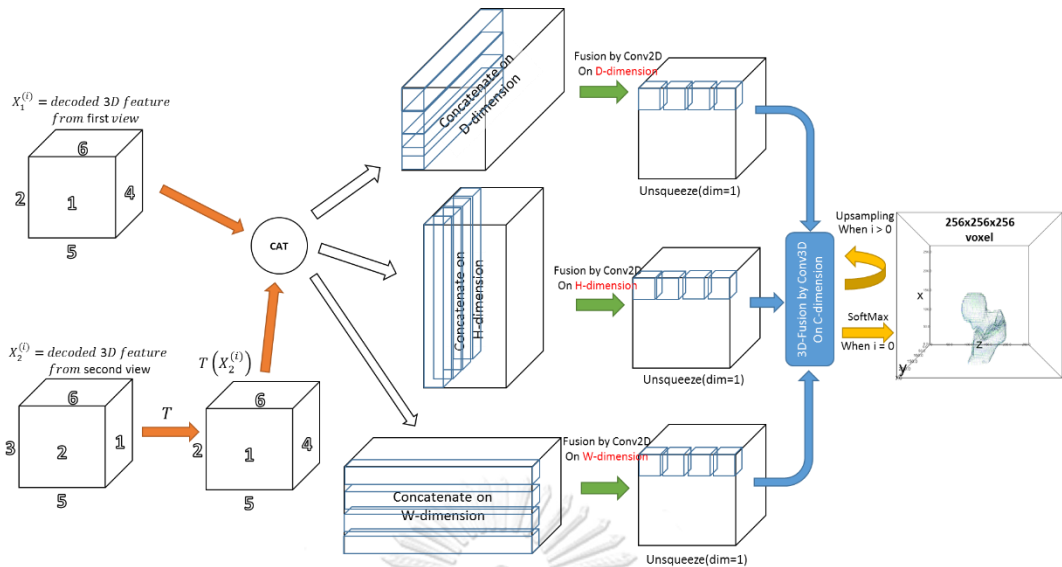 X₁⁽ⁱ⁾ = decoded 3D feature
from first view
6
2
1
4
5
X₂⁽ⁱ⁾ = decoded 3D feature
from second view
6
3
2
1
5
T
T(X₂⁽ⁱ⁾)
6
2
1
4
5
CAT
Concatenate on
D-dimension
Fusion by Conv2D
On D-dimension
Unsqueeze(dim=1)
Concatenate on
H-dimension
Fusion by Conv2D
On H-dimension
Unsqueeze(dim=1)
Concatenate on
W-dimension
Fusion by Conv2D
On W-dimension
Unsqueeze(dim=1)
3D-Fusion by Conv3D
On C-dimension
Upsampling
When i > 0
SoftMax
When i = 0
256x256x256
voxel
x
z
y